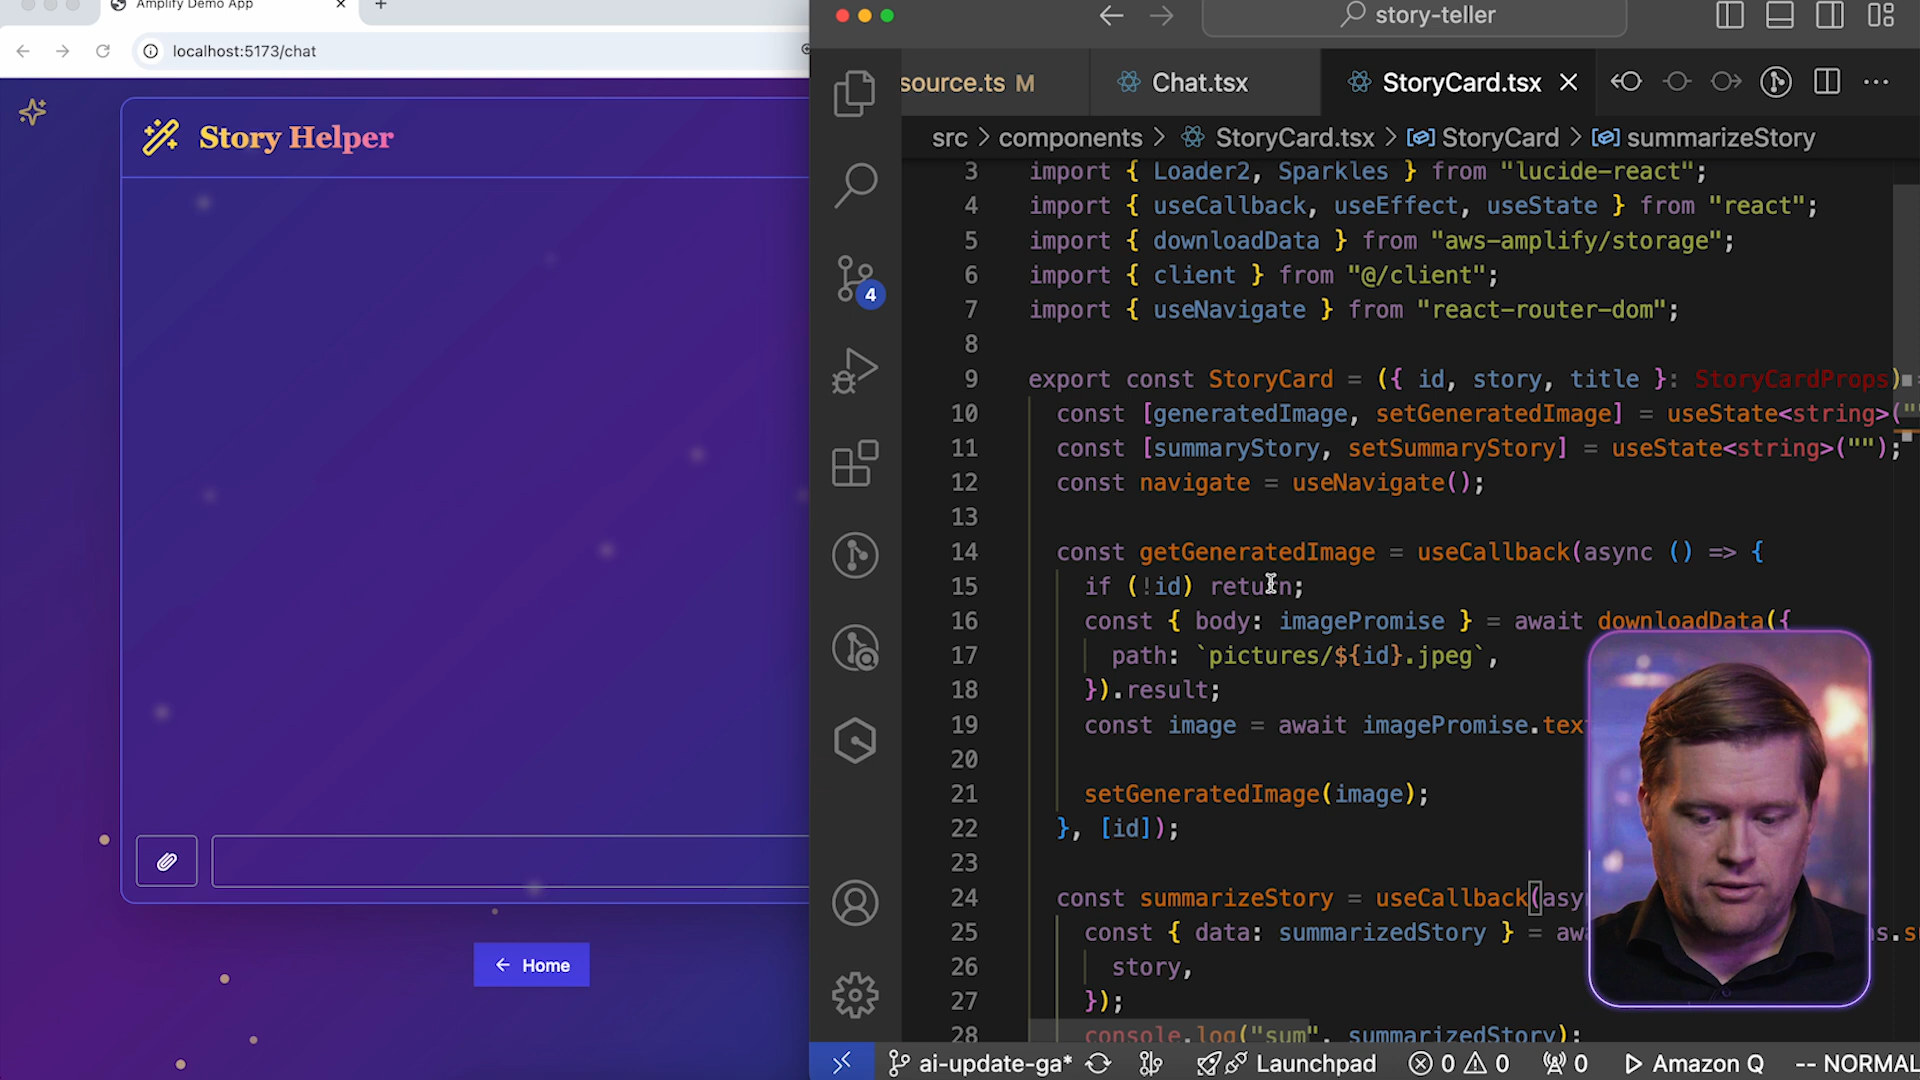 Amplify Demo App
localhost:5173/chat
Story Helper
Home
story-teller
source.ts M
Chat.tsx
StoryCard.tsx
src > components > StoryCard.tsx > StoryCard > summarizeStory
3 import { Loader2, Sparkles } from "lucide-react";
4 import { useCallback, useEffect, useState } from "react";
5 import { downloadData } from "aws-amplify/storage";
6 import { client } from "@/client";
7 import { useNavigate } from "react-router-dom";
8
9 export const StoryCard = ({ id, story, title }: StoryCardProps) =
10 const [generatedImage, setGeneratedImage] = useState<string>(""
11 const [summaryStory, setSummaryStory] = useState<string>("");
12 const navigate = useNavigate();
13
14 const getGeneratedImage = useCallback(async () => {
15 if (!id) return;
16 const { body: imagePromise } = await downloadData({
17 path: `pictures/${id}.jpeg`,
18 }).result;
19 const image = await imagePromise.tex
20
21 setGeneratedImage(image);
22 }, [id]);
23
24 const summarizeStory = useCallback(asy
25 const { data: summarizedStory } = aw
26 story,
27 });
28 console.log("sum", summarizedStory);
4
ai-update-ga*
Launchpad
0 0
0
Amazon Q
-- NORMAL